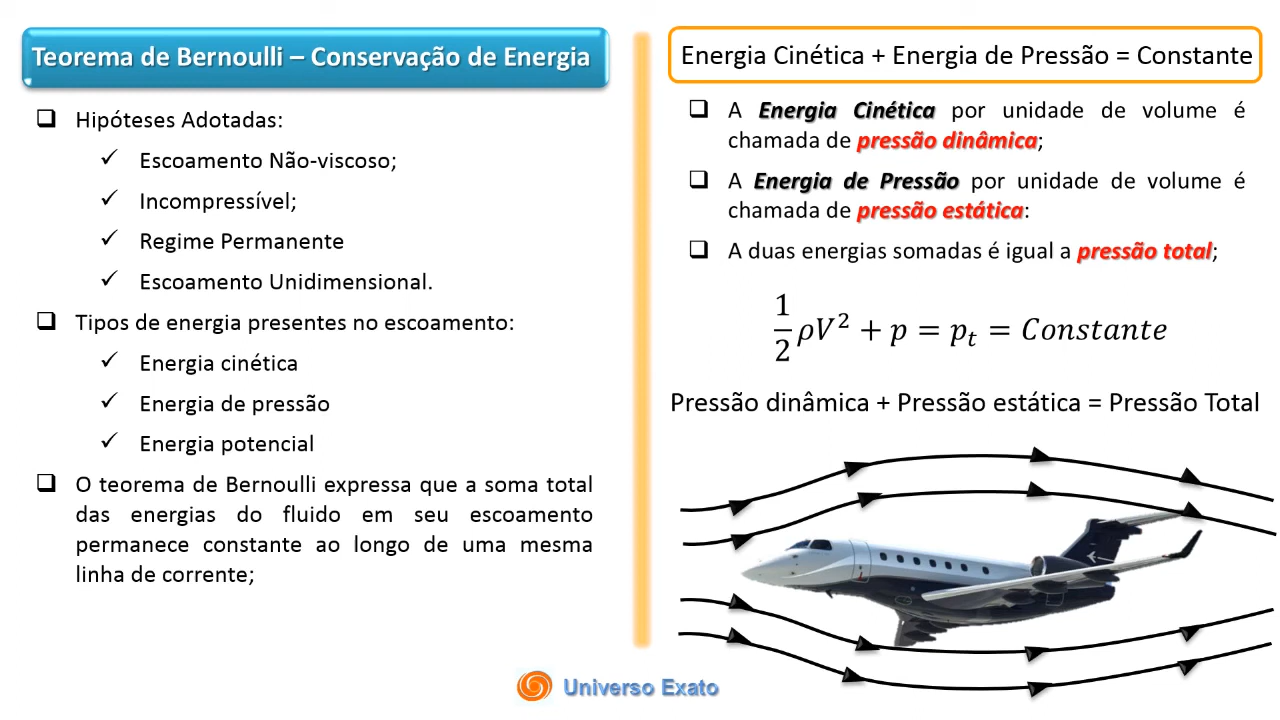 Teorema de Bernoulli – Conservação de Energia
Hipóteses Adotadas:
Escoamento Não-viscoso;
Incompressível;
Regime Permanente
Escoamento Unidimensional.
Tipos de energia presentes no escoamento:
Energia cinética
Energia de pressão
Energia potencial
O teorema de Bernoulli expressa que a soma total
das energias do fluido em seu escoamento
permanece constante ao longo de uma mesma
linha de corrente;
Energia Cinética + Energia de Pressão = Constante
A Energia Cinética por unidade de volume é
chamada de pressão dinâmica;
A Energia de Pressão por unidade de volume é
chamada de pressão estática:
A duas energias somadas é igual a pressão total;
1/2 ρV² + p = pₜ = Constante
Pressão dinâmica + Pressão estática = Pressão Total
Universo Exato